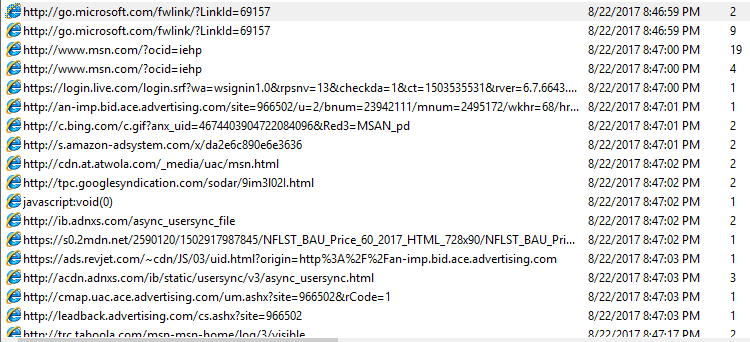 http://go.microsoft.com/fwlink/?LinkId=69157 8/22/2017 8:46:59 PM 2
http://go.microsoft.com/fwlink/?LinkId=69157 8/22/2017 8:46:59 PM 9
http://www.msn.com/?ocid=iehp 8/22/2017 8:47:00 PM 19
http://www.msn.com/?ocid=iehp 8/22/2017 8:47:00 PM 4
https://login.live.com/login.srf?wa=wsignin1.0&rpsnv=13&checkda=1&ct=1503535531&rver=6.7.6643.... 8/22/2017 8:47:00 PM 1
http://an-imp.bid.ace.advertising.com/site=966502/u=2/bnum=23942111/mnum=2495172/wkhr=68/hr... 8/22/2017 8:47:01 PM 1
http://c.bing.com/c.gif?anx_uid=4674403904722084096&Red3=MSAN_pd 8/22/2017 8:47:01 PM 1
http://s.amazon-adsystem.com/x/da2e6c890e6e3636 8/22/2017 8:47:01 PM 2
http://cdn.at.atwola.com/_media/uac/msn.html 8/22/2017 8:47:02 PM 2
http://tpc.googlesyndication.com/sodar/9im3l02l.html 8/22/2017 8:47:02 PM 2
javascript:void(0) 8/22/2017 8:47:02 PM 1
http://ib.adnxs.com/async_usersync_file 8/22/2017 8:47:02 PM 2
https://s0.2mdn.net/2590120/1502917987845/NFLST_BAU_Price_60_2017_HTML_728x90/NFLST_BAU_Pri... 8/22/2017 8:47:02 PM 1
https://ads.revjet.com/~cdn/JS/03/uid.html?origin=http%3A%2F%2Fan-imp.bid.ace.advertising.com 8/22/2017 8:47:03 PM 1
http://acdn.adnxs.com/ib/static/usersync/v3/async_usersync.html 8/22/2017 8:47:03 PM 3
http://cmap.uac.ace.advertising.com/um.ashx?site=966502&rCode=1 8/22/2017 8:47:03 PM 1
http://leadback.advertising.com/cs.ashx?site=966502 8/22/2017 8:47:03 PM 1
http://trc.taboola.com/msn-msn-home/log/3/visible 8/22/2017 8:47:17 PM 2